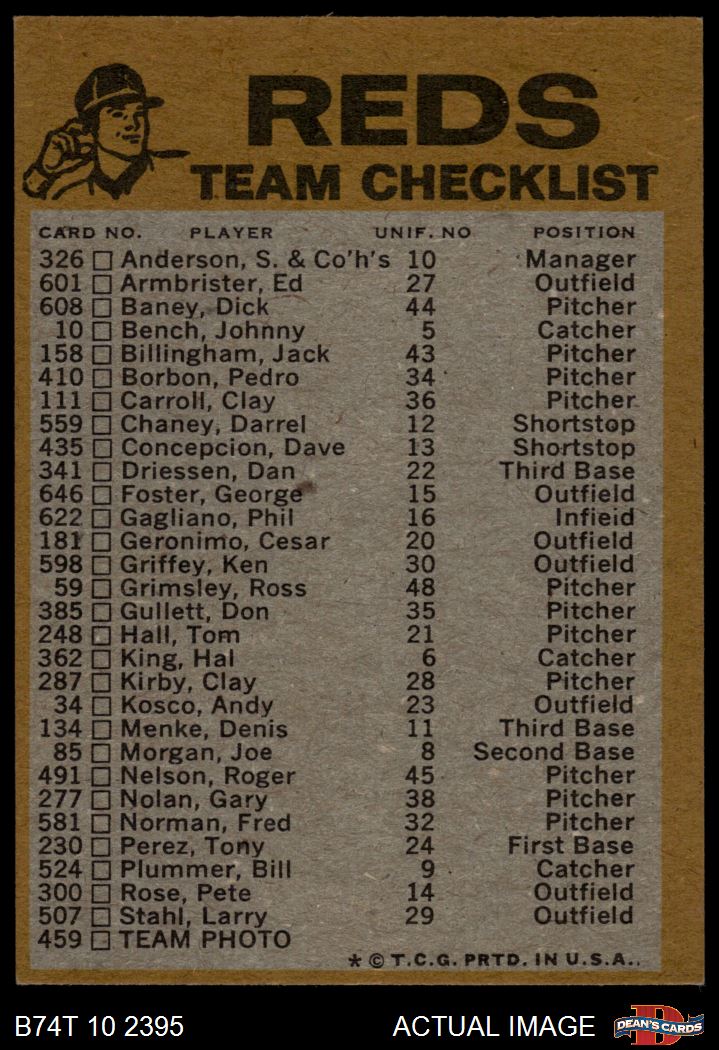 REDS
TEAM CHECKLIST
CARD NO. PLAYER UNIF. NO POSITION
326 Anderson, S. & Co'h's 10 Manager
601 Armbrister, Ed 27 Outfield
608 Baney, Dick 44 Pitcher
10 Bench, Johnny 5 Catcher
158 Billingham, Jack 43 Pitcher
410 Borbon, Pedro 34 Pitcher
111 Carroll, Clay 36 Pitcher
559 Chaney, Darrel 12 Shortstop
435 Concepcion, Dave 13 Shortstop
341 Driessen, Dan 22 Third Base
646 Foster, George 15 Outfield
622 Gagliano, Phil 16 Infieid
181 Geronimo, Cesar 20 Outfield
598 Griffey, Ken 30 Outfield
59 Grimsley, Ross 48 Pitcher
385 Gullett, Don 35 Pitcher
248 Hall, Tom 21 Pitcher
362 King, Hal 6 Catcher
287 Kirby, Clay 28 Pitcher
34 Kosco, Andy 23 Outfield
134 Menke, Denis 11 Third Base
85 Morgan, Joe 8 Second Base
491 Nelson, Roger 45 Pitcher
277 Nolan, Gary 38 Pitcher
581 Norman, Fred 32 Pitcher
230 Perez, Tony 24 First Base
524 Plummer, Bill 9 Catcher
300 Rose, Pete 14 Outfield
507 Stahl, Larry 29 Outfield
459 TEAM PHOTO
* © T.C.G. PRTD. IN U.S.A..
B74T 10 2395 ACTUAL IMAGE D DEAN'S CARDS